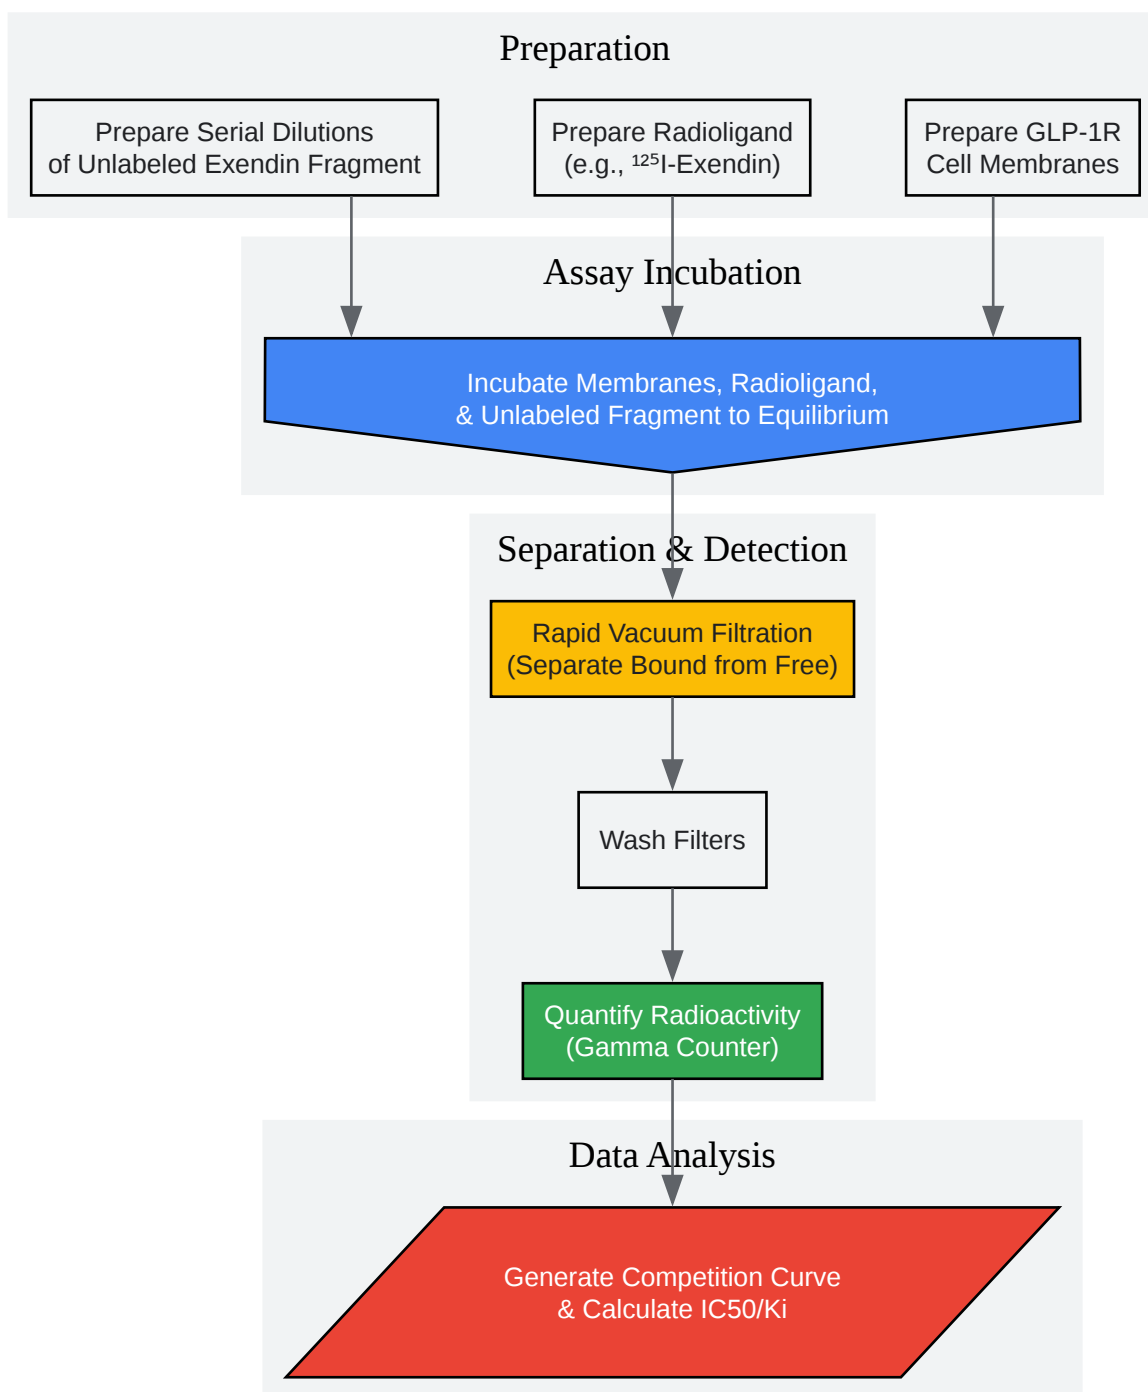 Preparation
Prepare Serial Dilutions
of Unlabeled Exendin Fragment
Prepare Radioligand
(e.g., ¹²⁵I-Exendin)
Prepare GLP-1R
Cell Membranes
Assay Incubation
Incubate Membranes, Radioligand,
& Unlabeled Fragment to Equilibrium
Separation & Detection
Rapid Vacuum Filtration
(Separate Bound from Free)
Wash Filters
Quantify Radioactivity
(Gamma Counter)
Data Analysis
Generate Competition Curve
& Calculate IC50/Ki